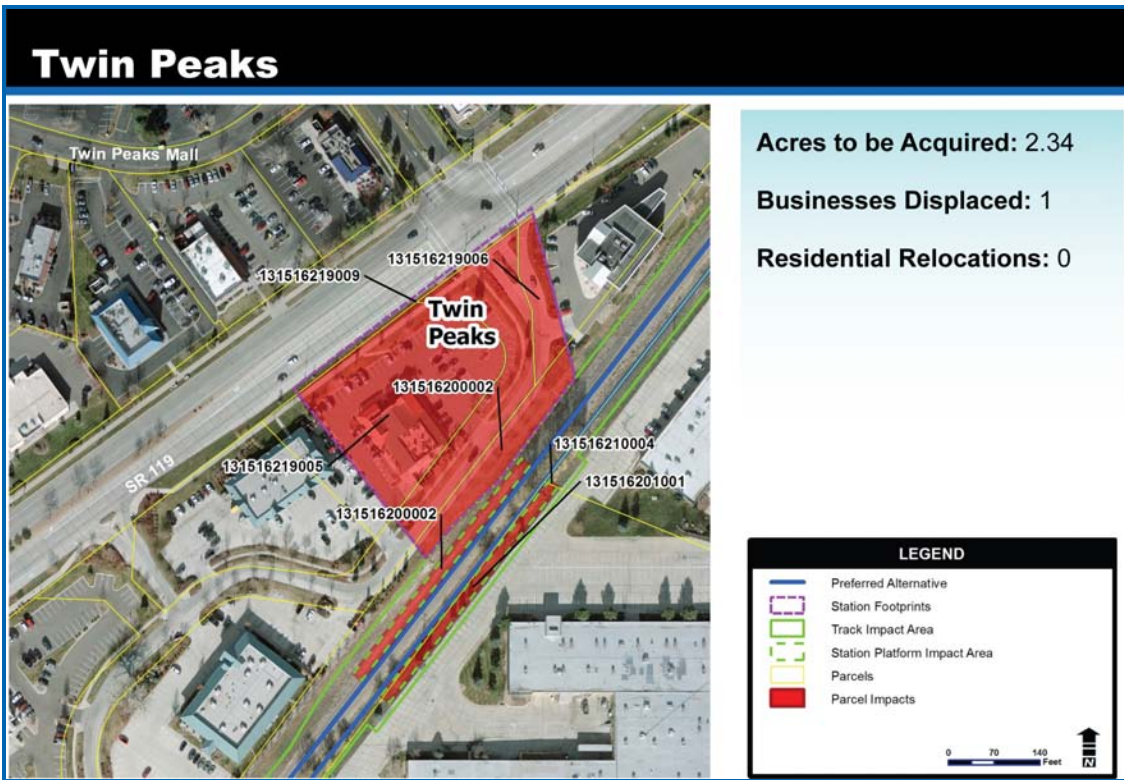 Twin Peaks
Twin Peaks Mall
131516219006
131516219009
Twin
Peaks
131516200002
131516210004
131516219005
131516201001
SR 119
131516200002
Acres to be Acquired: 2.34
Businesses Displaced: 1
Residential Relocations: 0
LEGEND
Preferred Alternative
Station Footprints
Track Impact Area
Station Platform Impact Area
Parcels
Parcel Impacts
0 70 140
Feet
N